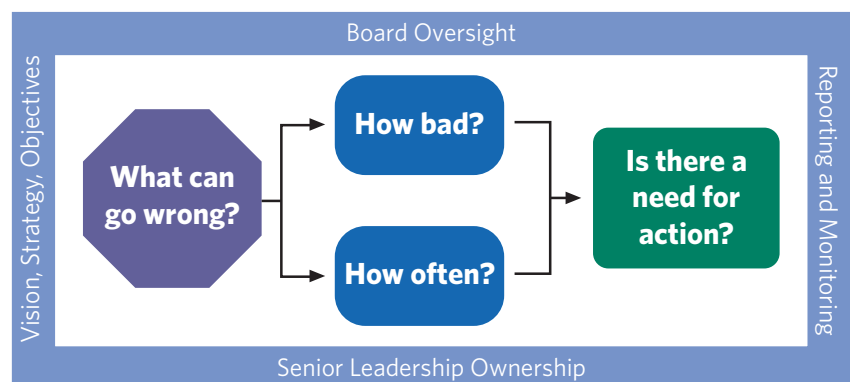 Board Oversight
Vision, Strategy, Objectives
What can
go wrong?
How bad?
How often?
Is there a
need for
action?
Reporting and Monitoring
Senior Leadership Ownership